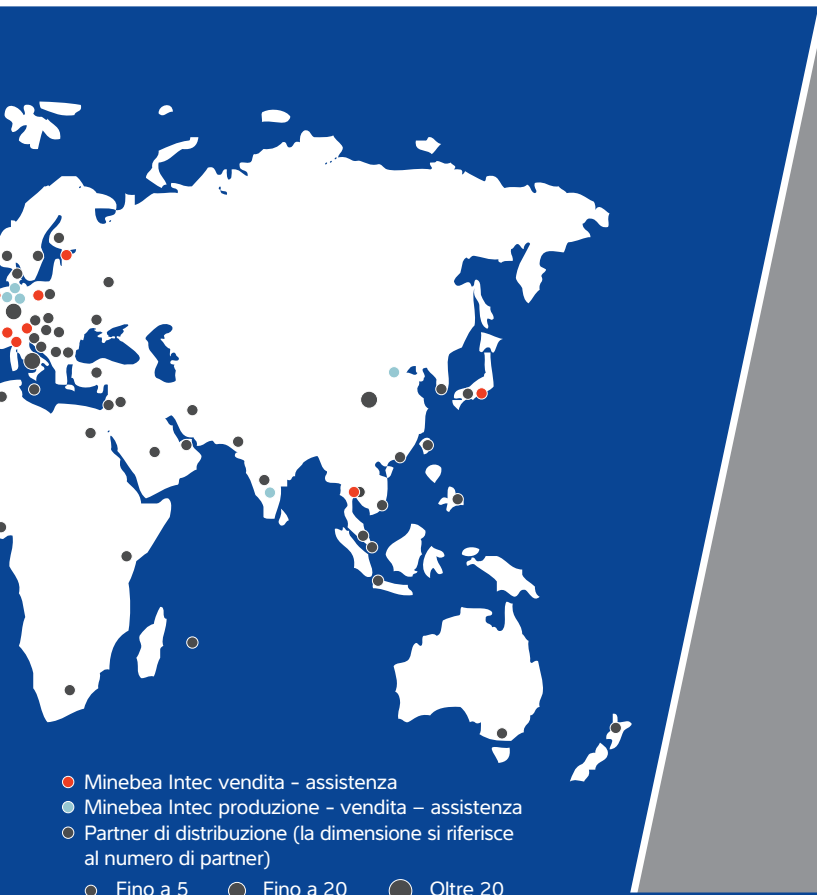 Minebea Intec vendita - assistenza
Minebea Intec produzione - vendita – assistenza
Partner di distribuzione (la dimensione si riferisce
al numero di partner)
Fino a 5 Fino a 20 Oltre 20